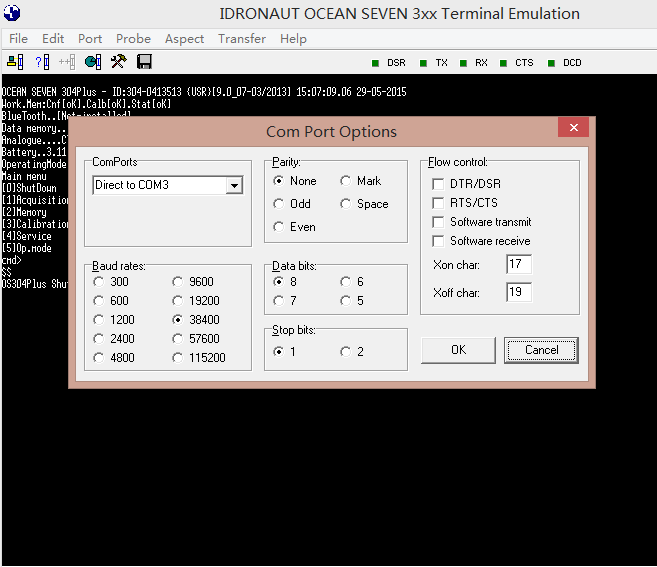 IDRONAUT OCEAN SEVEN 3xx Terminal Emulation
File Edit Port Probe Aspect Transfer Help
DSR TX RX CTS DCD
OCEAN SEVEN 304Plus - ID:304-0413513 {USR}[9.0_07-03/2013] 15:07:09.06 29-05-2015
Work.Mem:Cnf[oK].Calb[oK].Stat[oK]
BlueTooth..[Not-installed]
Data memory..
Analogue....C
Battery..3.11
OperatingMode
Main menu
[0]ShutDown
[1]Acquisition
[2]Memory
[3]Calibration
[4]Service
[5]Op.mode
cmd>
$$
OS304Plus Shu
Com Port Options
ComPorts
Direct to COM3
Baud rates:
300 9600
600 19200
1200 38400
2400 57600
4800 115200
Parity:
None Mark
Odd Space
Even
Data bits:
8 6
7 5
Stop bits:
1 2
Flow control:
DTR/DSR
RTS/CTS
Software transmit
Software receive
Xon char: 17
Xoff char: 19
OK Cancel